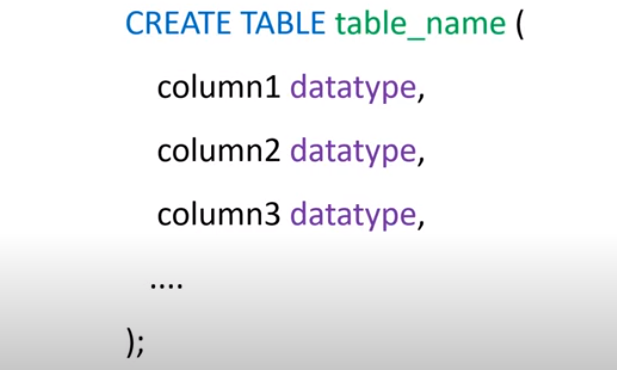 CREATE TABLE table_name (
column1 datatype,
column2 datatype,
column3 datatype,
....
);